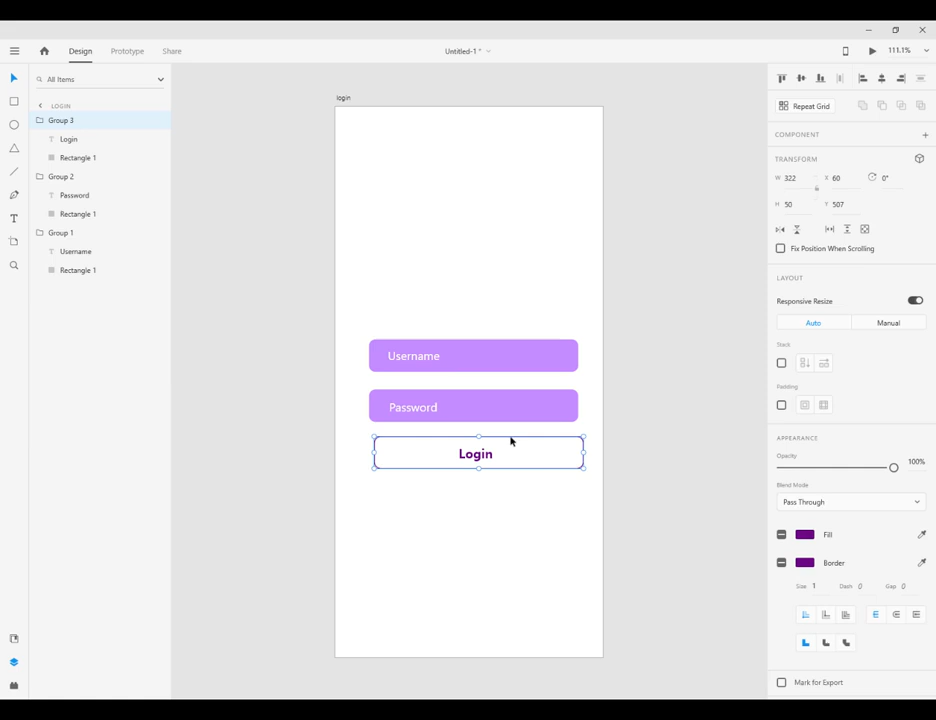 Design
Prototype
Share
Untitled-1 *
111.1%
All Items
LOGIN
Group 3
Login
Rectangle 1
Group 2
Password
Rectangle 1
Group 1
Username
Rectangle 1
login
Username
Password
Login
Repeat Grid
COMPONENT
TRANSFORM
W 322 X 60 0°
H 50 Y 507
Fix Position When Scrolling
LAYOUT
Responsive Resize
Auto Manual
Stack
Padding
APPEARANCE
Opacity
100%
Blend Mode
Pass Through
Fill
Border
Size 1 Dash 0 Gap 0
Mark for Export